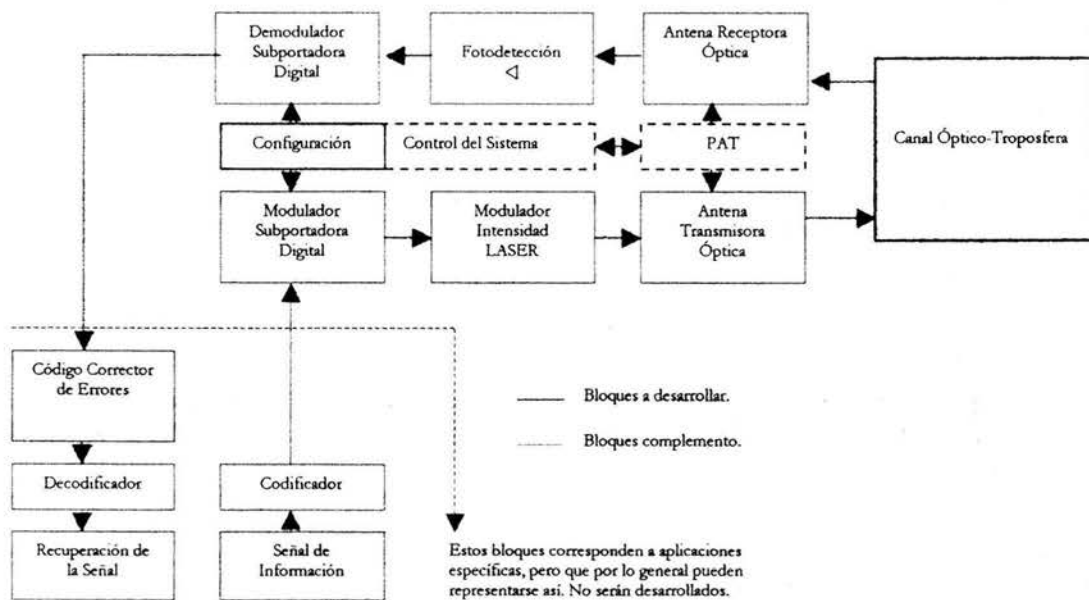 Demodulador
Subportadora
Digital
Fotodetección
Antena Receptora
Óptica
Canal Óptico-Troposfera
Configuración
Control del Sistema
PAT
Modulador
Subportadora
Digital
Modulador
Intensidad
LASER
Antena
Transmisora
Óptica
Código Corrector
de Errores
Bloques a desarrollar.
Bloques complemento.
Decodificador
Codificador
Recuperación de
la Señal
Señal de
Información
Estos bloques corresponden a aplicaciones
específicas, pero que por lo general pueden
representarse así. No serán desarrollados.